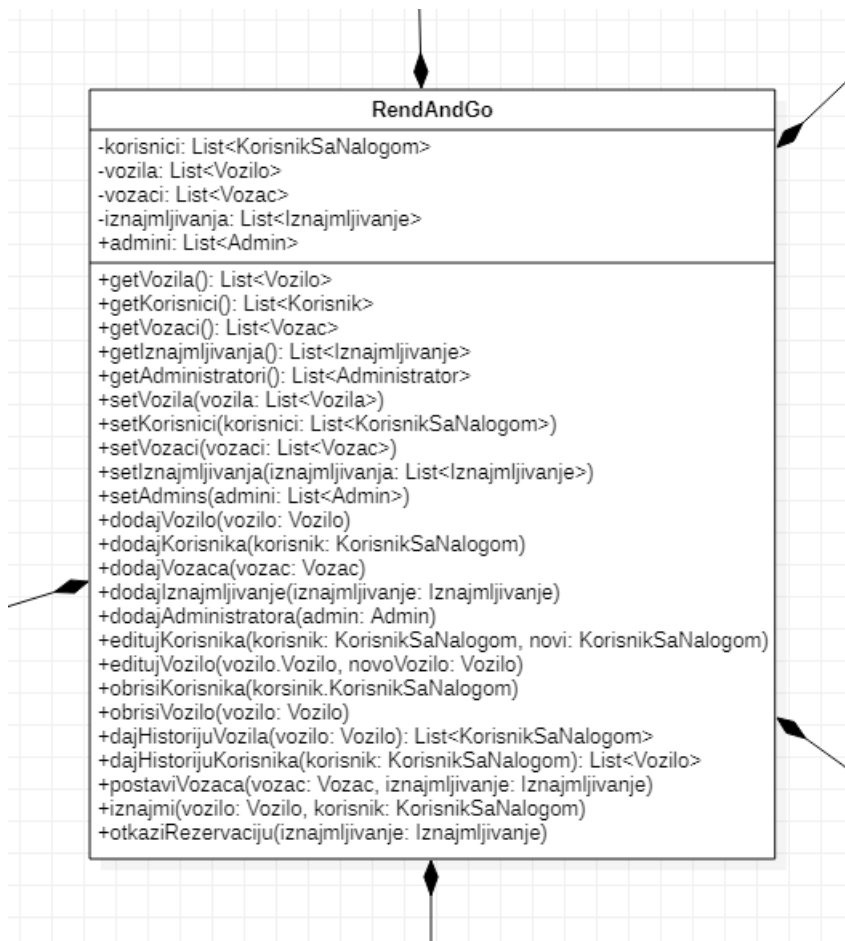 RendAndGo
-korisnici: List<KorisnikSaNalogom>
-vozila: List<Vozilo>
-vozaci: List<Vozac>
-iznajmljivanja: List<Iznajmljivanje>
+admini: List<Admin>
+getVozila(): List<Vozilo>
+getKorisnici(): List<Korisnik>
+getVozaci(): List<Vozac>
+getIznajmljivanja(): List<Iznajmljivanje>
+getAdministratori(): List<Administrator>
+setVozila(vozila: List<Vozila>)
+setKorisnici(korisnici: List<KorisnikSaNalogom>)
+setVozaci(vozaci: List<Vozac>)
+setIznajmljivanja(iznajmljivanja: List<Iznajmljivanje>)
+setAdmins(admini: List<Admin>)
+dodajVozilo(vozilo: Vozilo)
+dodajKorisnika(korisnik: KorisnikSaNalogom)
+dodajVozaca(vozac: Vozac)
+dodajIznajmljivanje(iznajmljivanje: Iznajmljivanje)
+dodajAdministratora(admin: Admin)
+editujKorisnika(korisnik: KorisnikSaNalogom, novi: KorisnikSaNalogom)
+editujVozilo(vozilo.Vozilo, novoVozilo: Vozilo)
+obrisiKorisnika(korsinik.KorisnikSaNalogom)
+obrisiVozilo(vozilo: Vozilo)
+dajHistorijuVozila(vozilo: Vozilo): List<KorisnikSaNalogom>
+dajHistorijuKorisnika(korisnik: KorisnikSaNalogom): List<Vozilo>
+postaviVozaca(vozac: Vozac, iznajmljivanje: Iznajmljivanje)
+iznajmi(vozilo: Vozilo, korisnik: KorisnikSaNalogom)
+otkaziRezervaciju(iznajmljivanje: Iznajmljivanje)